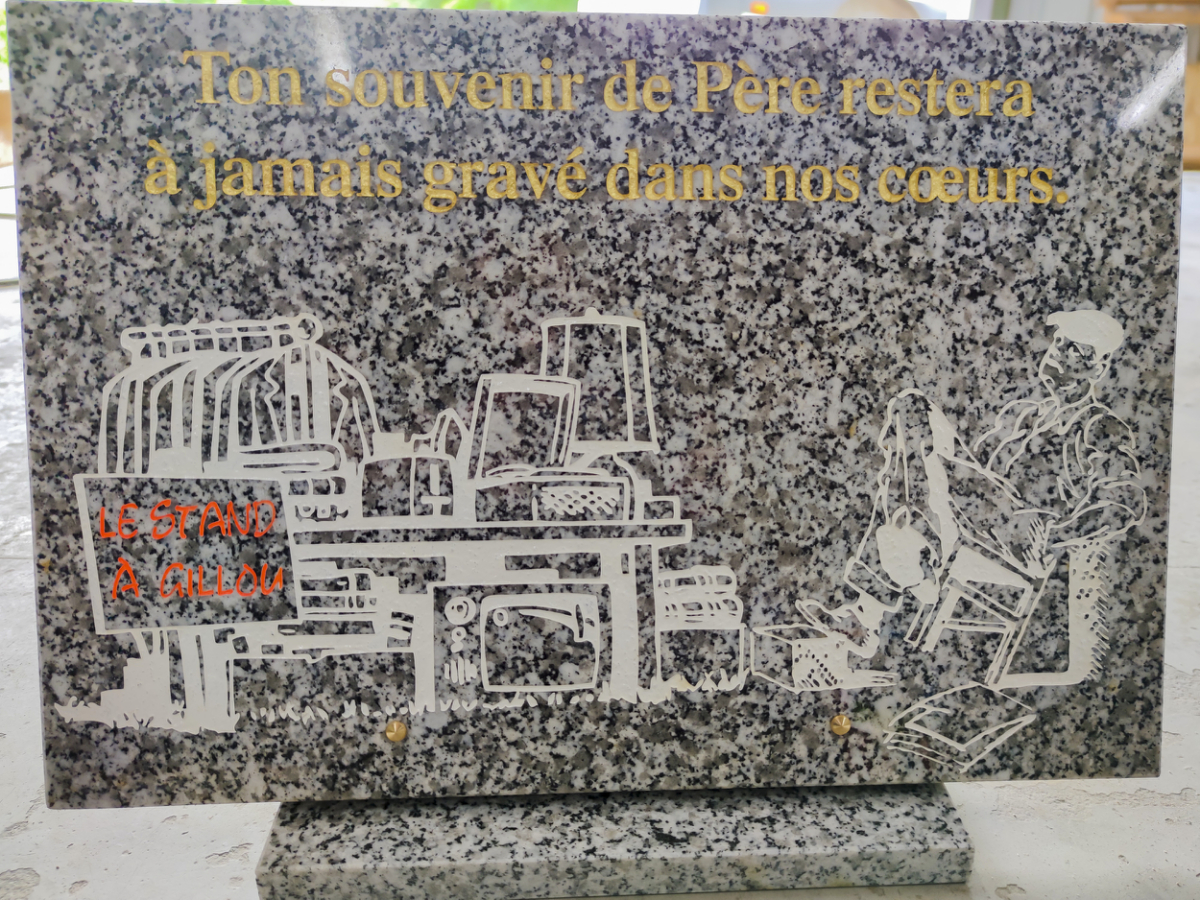 Ton souvenir de Père restera
à jamais gravé dans nos cœurs.
LE STAND
À GILLOU